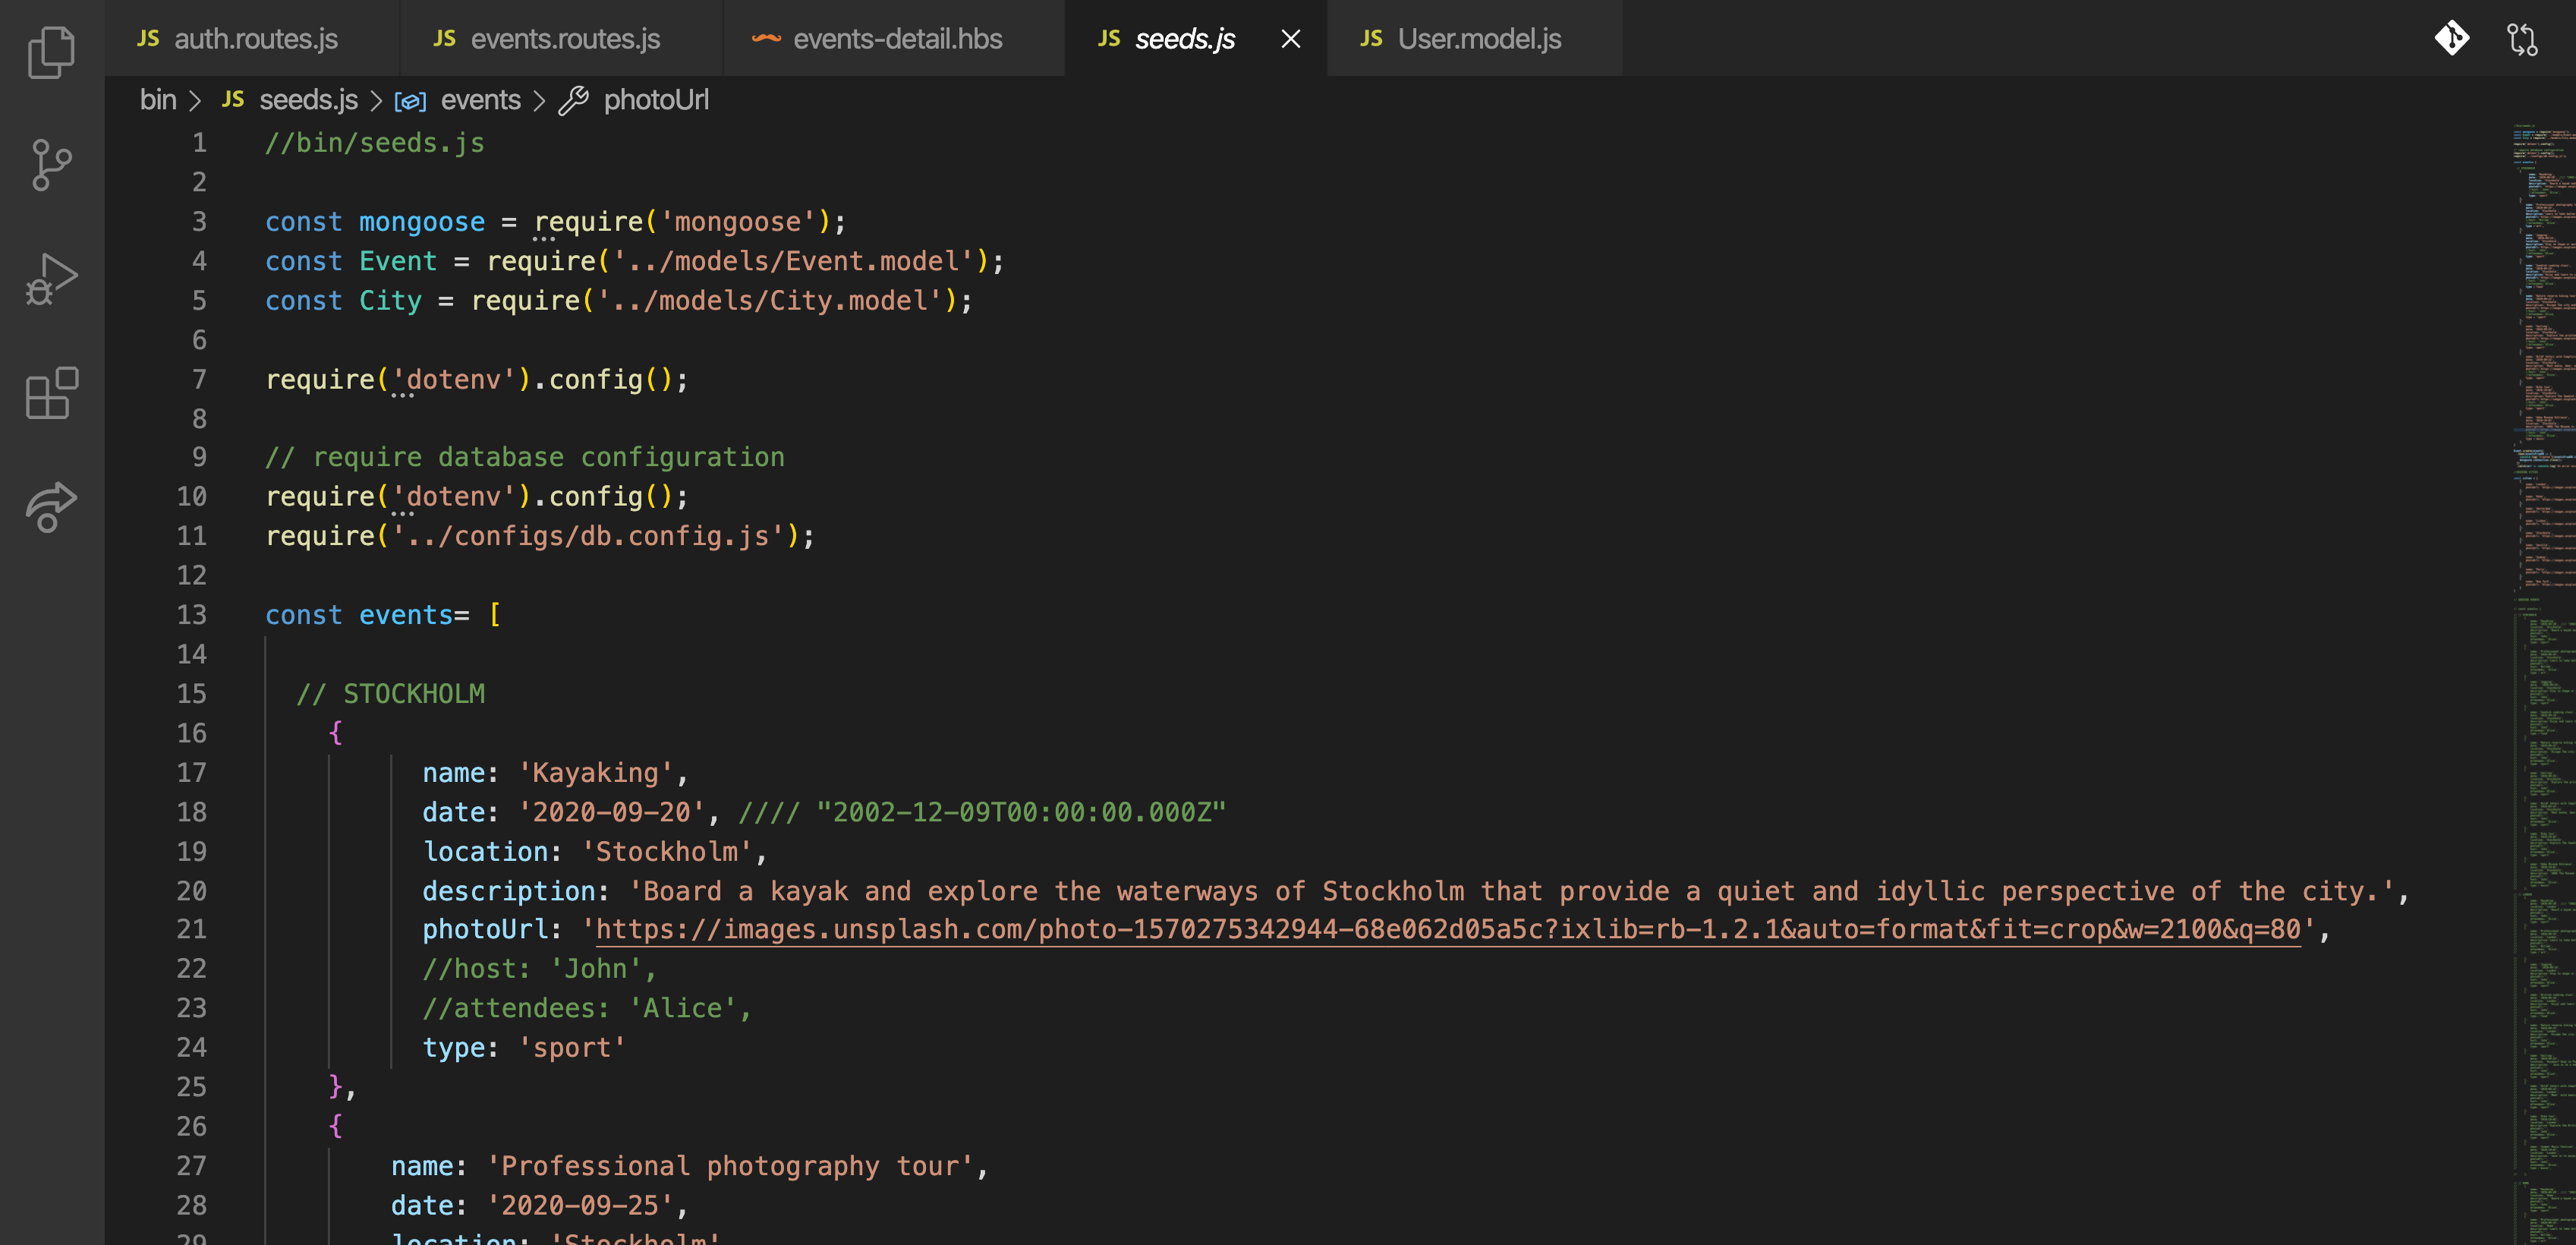 JS auth.routes.js JS events.routes.js events-detail.hbs JS seeds.js JS User.model.js
bin > JS seeds.js > events > photoUrl
1 //bin/seeds.js
2
3 const mongoose = require('mongoose');
4 const Event = require('../models/Event.model');
5 const City = require('../models/City.model');
6
7 require('dotenv').config();
8
9 // require database configuration
10 require('dotenv').config();
11 require('../configs/db.config.js');
12
13 const events= [
14
15 // STOCKHOLM
16 {
17 name: 'Kayaking',
18 date: '2020-09-20', //// "2002-12-09T00:00:00.000Z"
19 location: 'Stockholm',
20 description: 'Board a kayak and explore the waterways of Stockholm that provide a quiet and idyllic perspective of the city.',
21 photoUrl: 'https://images.unsplash.com/photo-1570275342944-68e062d05a5c?ixlib=rb-1.2.1&auto=format&fit=crop&w=2100&q=80',
22 //host: 'John',
23 //attendees: 'Alice',
24 type: 'sport'
25 },
26 {
27 name: 'Professional photography tour',
28 date: '2020-09-25',
29 location: 'Stockholm'